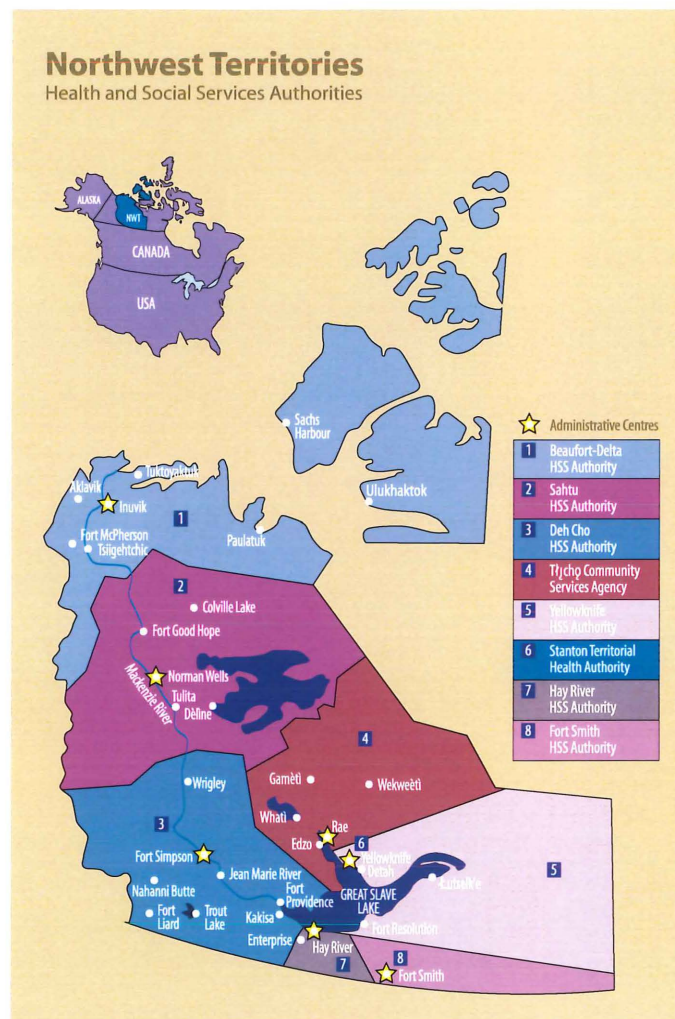 Northwest Territories
Health and Social Services Authorities
ALASKA
NWT
CANADA
USA
Sachs
Harbour
Ulukhaktok
Administrative Centres
1 Beaufort-Delta
HSS Authority
2 Sahtu
HSS Authority
3 Deh Cho
HSS Authority
4 Tłįchǫ Community
Services Agency
5 Yellowknife
HSS Authority
6 Stanton Territorial
Health Authority
7 Hay River
HSS Authority
8 Fort Smith
HSS Authority
Tuktoyaktuk
Aklavik
Inuvik
1
Fort McPherson
Tsiigehtchic
Paulatuk
2
Colville Lake
Fort Good Hope
Mackenzie River
Norman Wells
Tulita
Dèline
4
Gamètì
Wekweètì
Wrigley
Whatì
3
Rae
Edzo
6
Fort Simpson
Yellowknife
Detah
5
Jean Marie River
Nahanni Butte
Łutselk'e
Fort
Providence
GREAT SLAVE
LAKE
Fort
Liard
Trout
Lake
Kakisa
Fort Resolution
Enterprise
Hay River
7
8
Fort Smith